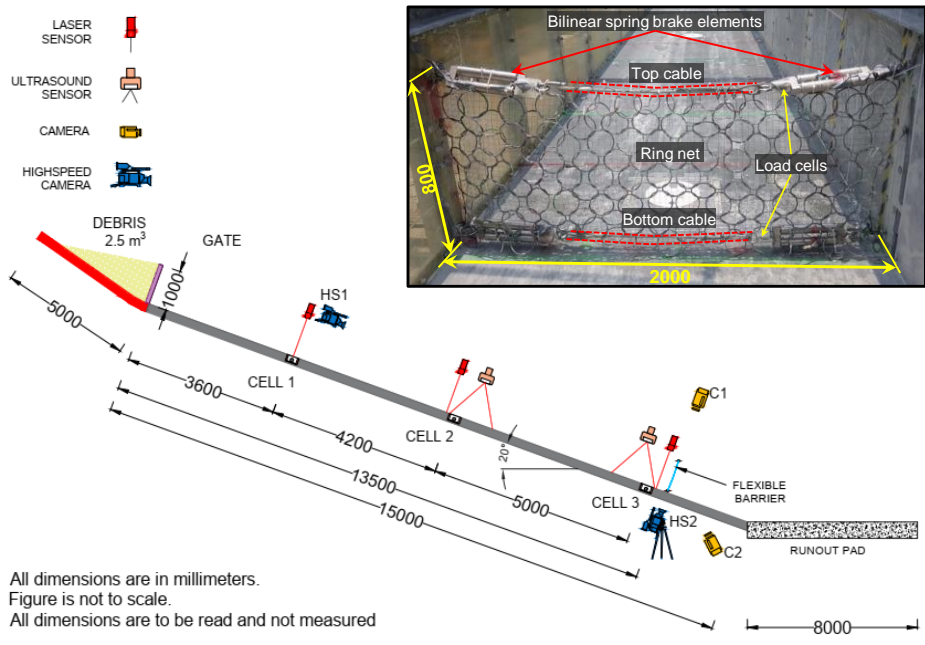 LASER
SENSOR
ULTRASOUND
SENSOR
CAMERA
HIGHSPEED
CAMERA
Bilinear spring brake elements
Top cable
Ring net
Load cells
Bottom cable
800
2000
DEBRIS
2.5 m³
GATE
1000
5000
HS1
CELL 1
3600
CELL 2
4200
20°
C1
CELL 3
5000
FLEXIBLE
BARRIER
HS2
C2
13500
15000
RUNOUT PAD
8000
All dimensions are in millimeters.
Figure is not to scale.
All dimensions are to be read and not measured